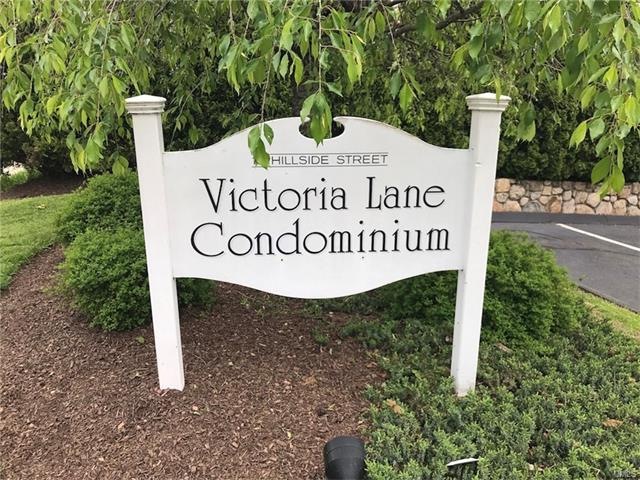 HILLSIDE STREET
Victoria Lane
Condominium